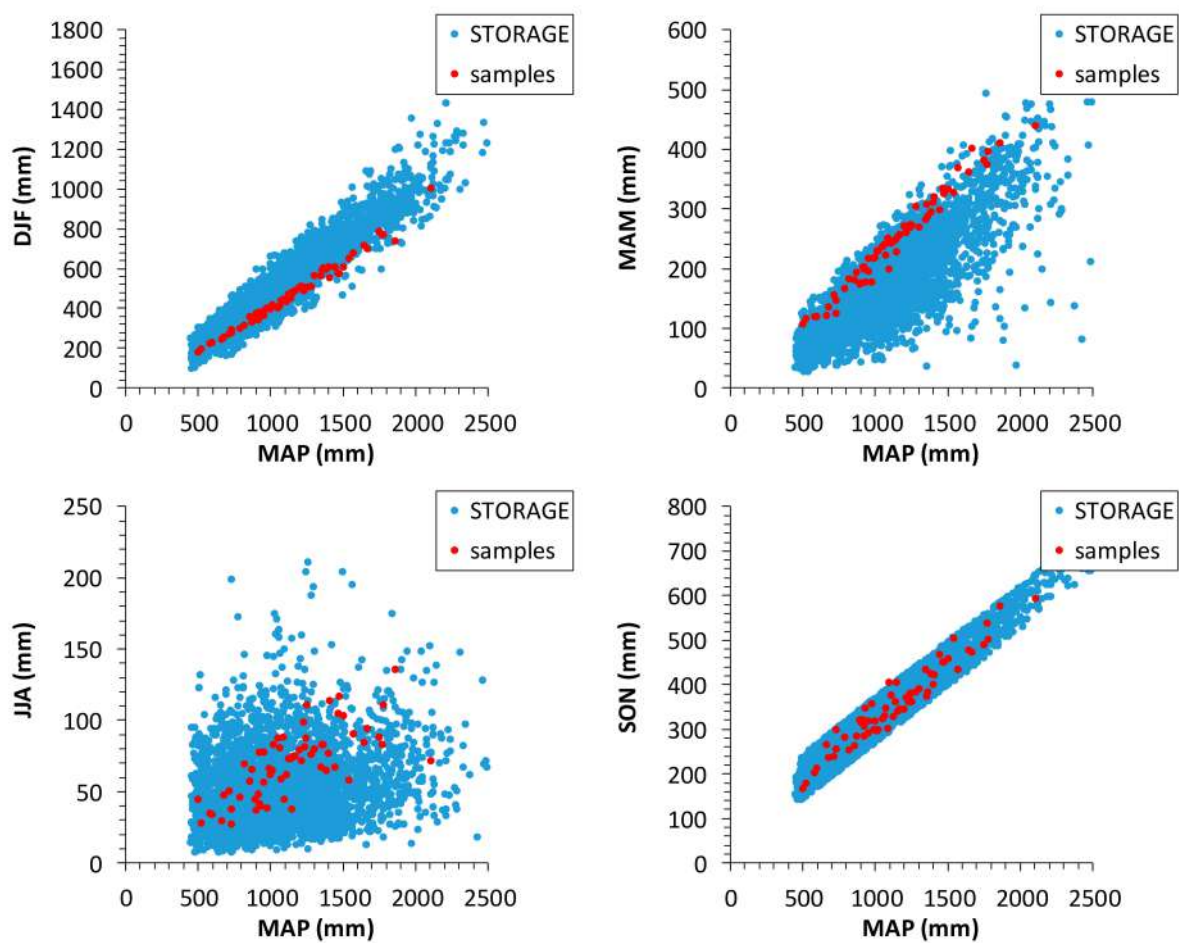 1800
1600
1400
1200
1000
800
600
400
200
0
DJF (mm)
0 500 1000 1500 2000 2500
MAP (mm)
STORAGE
samples
600
500
400
300
200
100
0
MAM (mm)
0 500 1000 1500 2000 2500
MAP (mm)
STORAGE
samples
250
200
150
100
50
0
JJA (mm)
0 500 1000 1500 2000 2500
MAP (mm)
STORAGE
samples
800
700
600
500
400
300
200
100
0
SON (mm)
0 500 1000 1500 2000 2500
MAP (mm)
STORAGE
samples